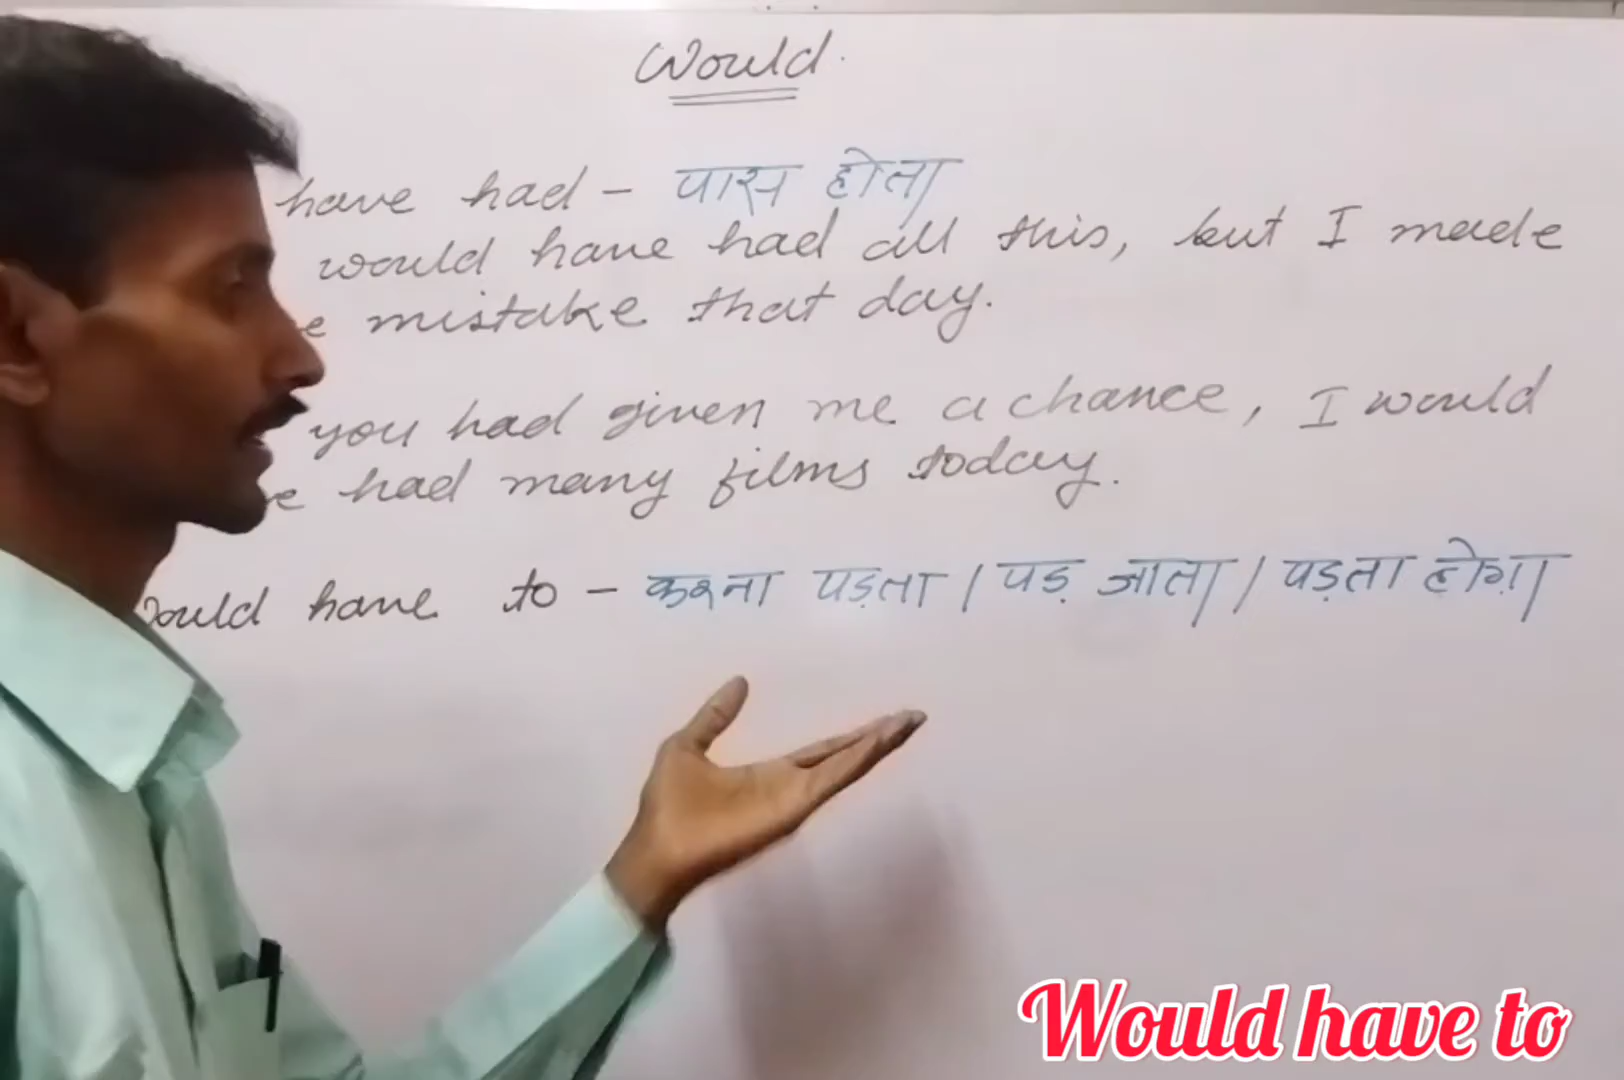 Would.
have had - पास होता
would have had all this, but I made
mistake that day.
you had given me a chance, I would
had many films today.
would have to - करना पड़ता / पड़ जाता / पड़ता होगा
Would have to